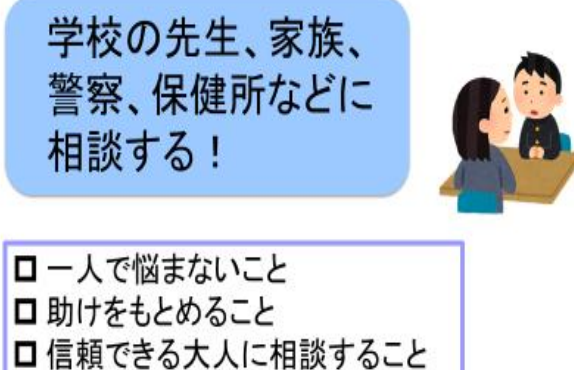 学校の先生、家族、
警察、保健所などに
相談する！
□ 一人で悩まないこと
□ 助けをもとめること
□ 信頼できる大人に相談すること